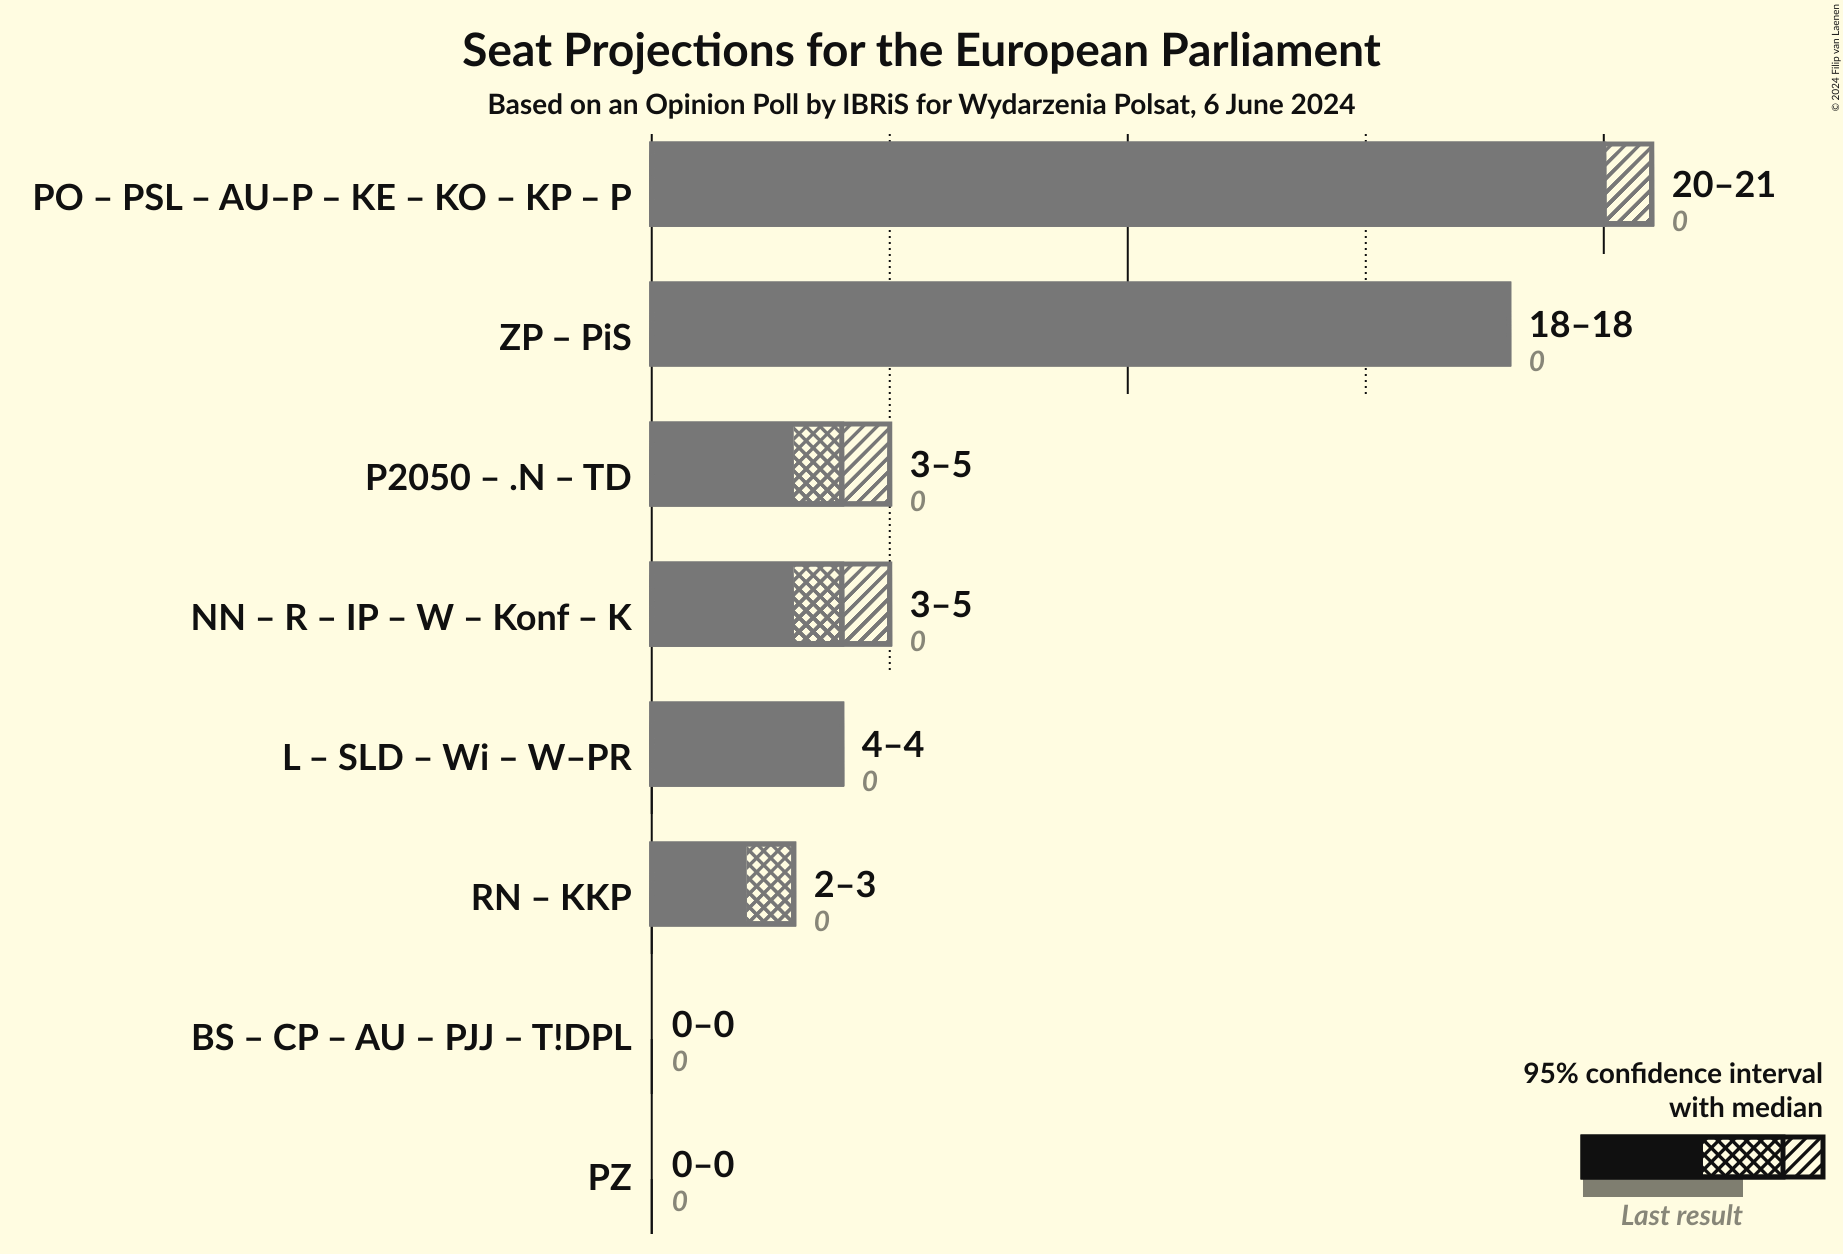 Seat Projections for the European Parliament
Based on an Opinion Poll by IBRiS for Wydarzenia Polsat, 6 June 2024
© 2024 Filip van Laenen
PO – PSL – AU–P – KE – KO – KP – P
20–21
0
ZP – PiS
18–18
0
P2050 – .N – TD
3–5
0
NN – R – IP – W – Konf – K
3–5
0
L – SLD – Wi – W–PR
4–4
0
RN – KKP
2–3
0
BS – CP – AU – PJJ – T!DPL
0–0
0
PZ
0–0
0
95% confidence interval
with median
Last result